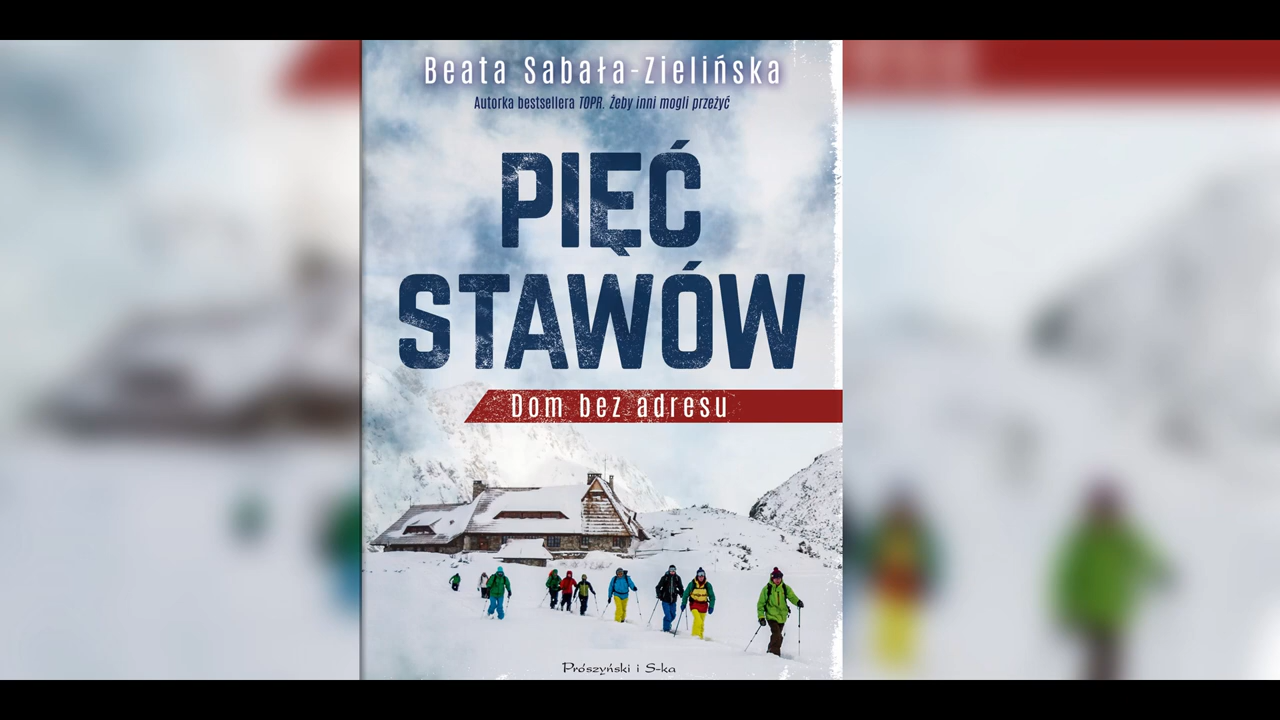 Beata Sabała-Zielińska
Autorka bestsellera TOPR. Żeby inni mogli przeżyć
PIĘĆ
STAWÓW
Dom bez adresu
Prószyński i S-ka